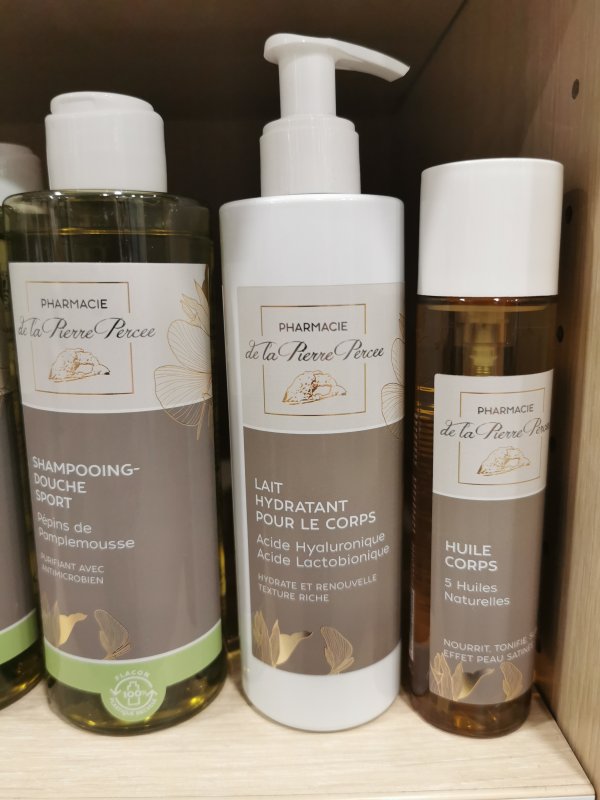 PHARMACIE
de la Pierre Percee
SHAMPOOING-
DOUCHE
SPORT
Pépins de
Pamplemousse
PURIFIANT AVEC
ANTIMICROBIEN
FLACON
100%
PLASTIQUE RECYCLÉ
PHARMACIE
de la Pierre Percee
LAIT
HYDRATANT
POUR LE CORPS
Acide Hyaluronique
Acide Lactobionique
HYDRATE ET RENOUVELLE
TEXTURE RICHE
PHARMACIE
de la Pierre Percee
HUILE
CORPS
5 Huiles
Naturelles
NOURRIT, TONIFIE,
EFFET PEAU